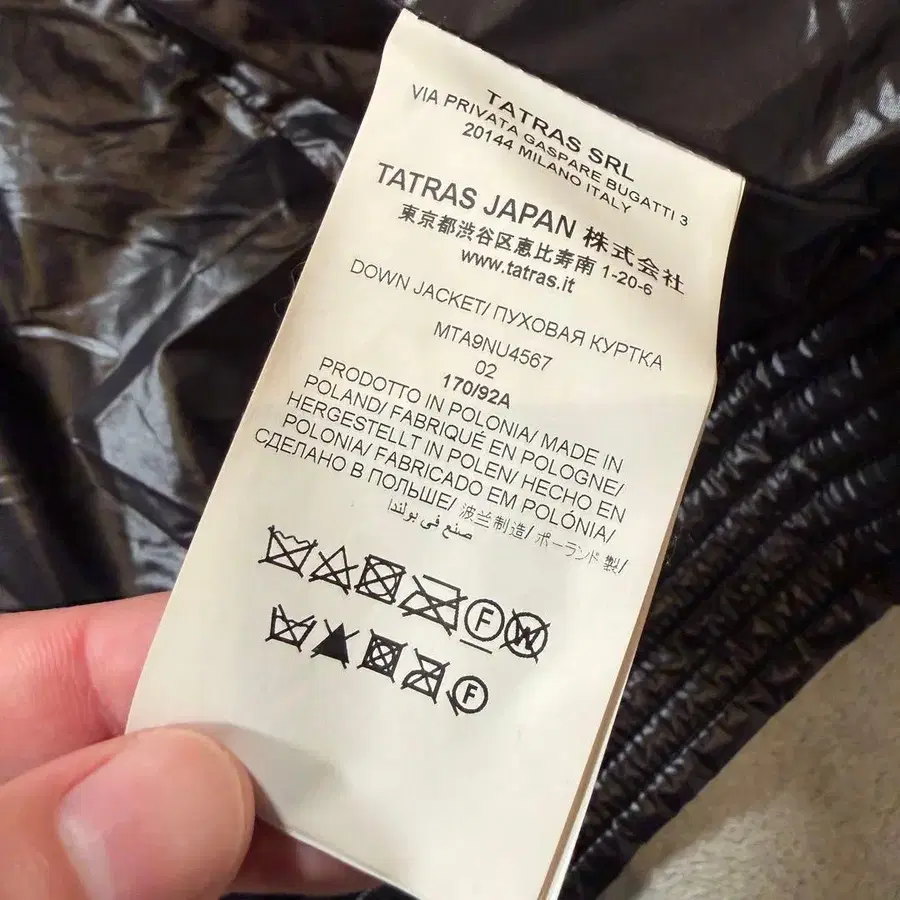 TATRAS SRL
VIA PRIVATA GASPARE BUGATTI 3
20144 MILANO ITALY
TATRAS JAPAN 株式会社
東京都渋谷区恵比寿南 1-20-6
www.tatras.it
DOWN JACKET/ ПУХОВАЯ КУРТКА
MTA9NU4567
02
170/92A
PRODOTTO IN POLONIA/ MADE IN
POLAND/ FABRIQUÉ EN POLOGNE/
HERGESTELLT IN POLEN/ HECHO EN
POLONIA/ FABRICADO EM POLÓNIA/
СДЕЛАНО В ПОЛЬШЕ/ 波兰制造/ ポーランド製/
صنع في بولندا
F W
F